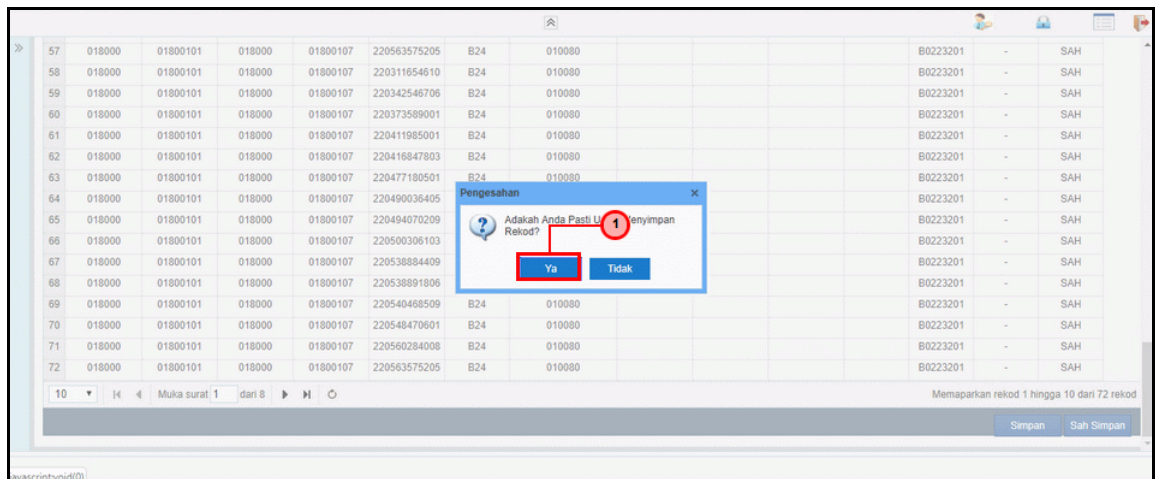 57 018000 01800101 018000 01800107 220563575205 B24 010080 B0223201 - SAH
58 018000 01800101 018000 01800107 220311654610 B24 010080 B0223201 - SAH
59 018000 01800101 018000 01800107 220342546706 B24 010080 B0223201 - SAH
60 018000 01800101 018000 01800107 220373589001 B24 010080 B0223201 - SAH
61 018000 01800101 018000 01800107 220411985001 B24 010080 B0223201 - SAH
62 018000 01800101 018000 01800107 220416847803 B24 010080 B0223201 - SAH
63 018000 01800101 018000 01800107 220477180501 B24 010080 B0223201 - SAH
64 018000 01800101 018000 01800107 220490036405 B0223201 - SAH
65 018000 01800101 018000 01800107 220494070209 B0223201 - SAH
66 018000 01800101 018000 01800107 220500306103 B0223201 - SAH
67 018000 01800101 018000 01800107 220538884409 B0223201 - SAH
68 018000 01800101 018000 01800107 220538891806 B0223201 - SAH
69 018000 01800101 018000 01800107 220540468509 B24 010080 B0223201 - SAH
70 018000 01800101 018000 01800107 220548470601 B24 010080 B0223201 - SAH
71 018000 01800101 018000 01800107 220560284008 B24 010080 B0223201 - SAH
72 018000 01800101 018000 01800107 220563575205 B24 010080 B0223201 - SAH
Pengesahan ×
Adakah Anda Pasti Menyimpan
1
Rekod?
Ya Tidak
10 Muka surat 1 dari 8 Memaparkan rekod 1 hingga 10 dari 72 rekod
Simpan Sah Simpan
avascript:void(0)